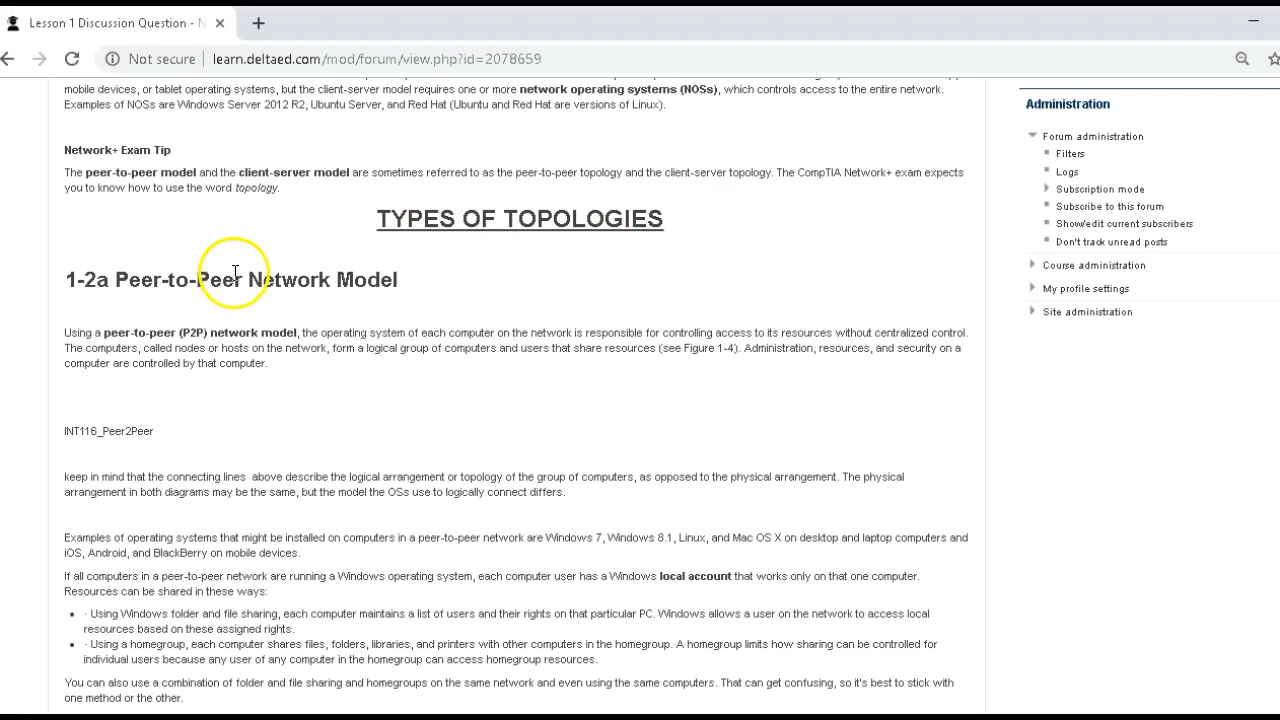 Lesson 1 Discussion Question - N
Not secure learn.deltaed.com/mod/forum/view.php?id=2078659
mobile devices, or tablet operating systems, but the client-server model requires one or more network operating systems (NOSs), which controls access to the entire network.
Examples of NOSs are Windows Server 2012 R2, Ubuntu Server, and Red Hat (Ubuntu and Red Hat are versions of Linux).
Network+ Exam Tip
The peer-to-peer model and the client-server model are sometimes referred to as the peer-to-peer topology and the client-server topology. The CompTIA Network+ exam expects
you to know how to use the word topology.
TYPES OF TOPOLOGIES
1-2a Peer-to-Peer Network Model
Using a peer-to-peer (P2P) network model, the operating system of each computer on the network is responsible for controlling access to its resources without centralized control.
The computers, called nodes or hosts on the network, form a logical group of computers and users that share resources (see Figure 1-4). Administration, resources, and security on a
computer are controlled by that computer.
INT116_Peer2Peer
keep in mind that the connecting lines above describe the logical arrangement or topology of the group of computers, as opposed to the physical arrangement. The physical
arrangement in both diagrams may be the same, but the model the OSs use to logically connect differs.
Examples of operating systems that might be installed on computers in a peer-to-peer network are Windows 7, Windows 8.1, Linux, and Mac OS X on desktop and laptop computers and
iOS, Android, and BlackBerry on mobile devices.
If all computers in a peer-to-peer network are running a Windows operating system, each computer user has a Windows local account that works only on that one computer.
Resources can be shared in these ways:
· Using Windows folder and file sharing, each computer maintains a list of users and their rights on that particular PC. Windows allows a user on the network to access local
resources based on these assigned rights.
· Using a homegroup, each computer shares files, folders, libraries, and printers with other computers in the homegroup. A homegroup limits how sharing can be controlled for
individual users because any user of any computer in the homegroup can access homegroup resources.
You can also use a combination of folder and file sharing and homegroups on the same network and even using the same computers. That can get confusing, so it's best to stick with
one method or the other.
Administration
Forum administration
Filters
Logs
Subscription mode
Subscribe to this forum
Show/edit current subscribers
Don't track unread posts
Course administration
My profile settings
Site administration